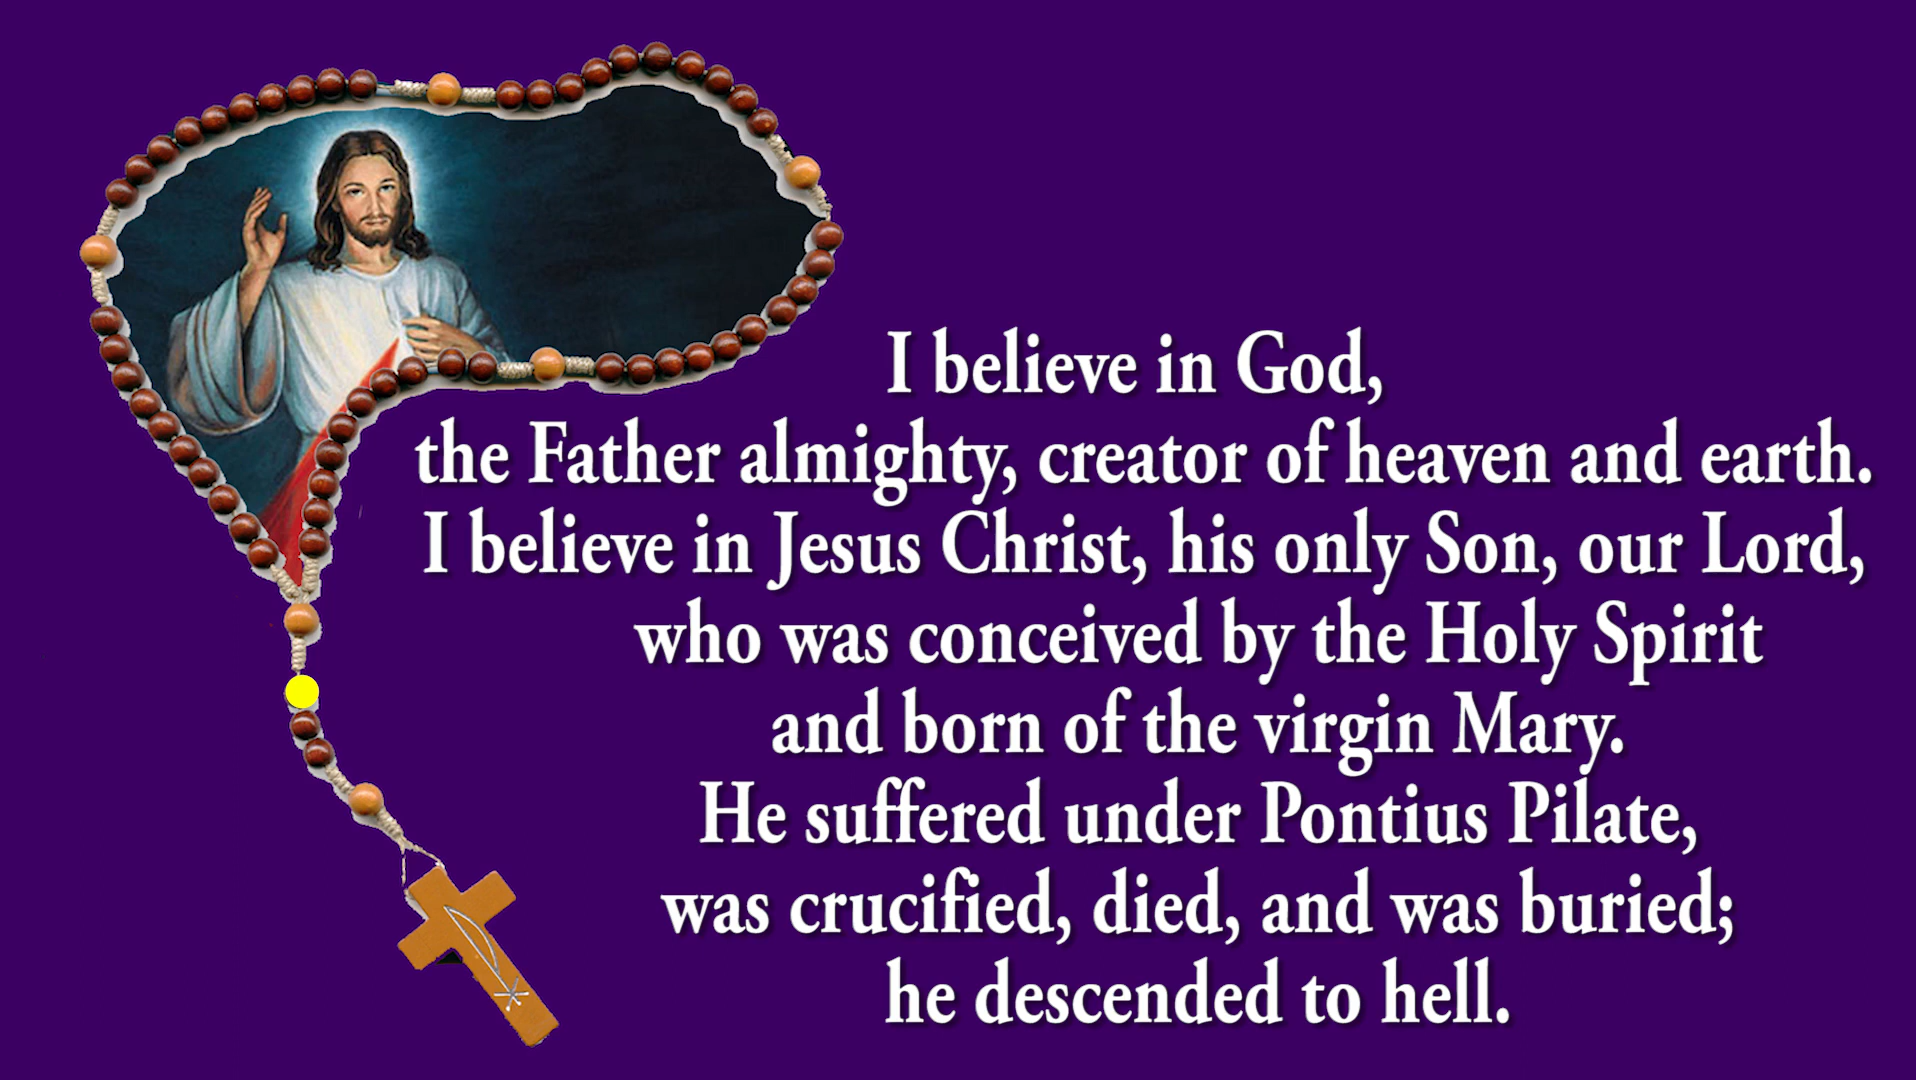 I believe in God,
the Father almighty, creator of heaven and earth.
I believe in Jesus Christ, his only Son, our Lord,
who was conceived by the Holy Spirit
and born of the virgin Mary.
He suffered under Pontius Pilate,
was crucified, died, and was buried;
he descended to hell.